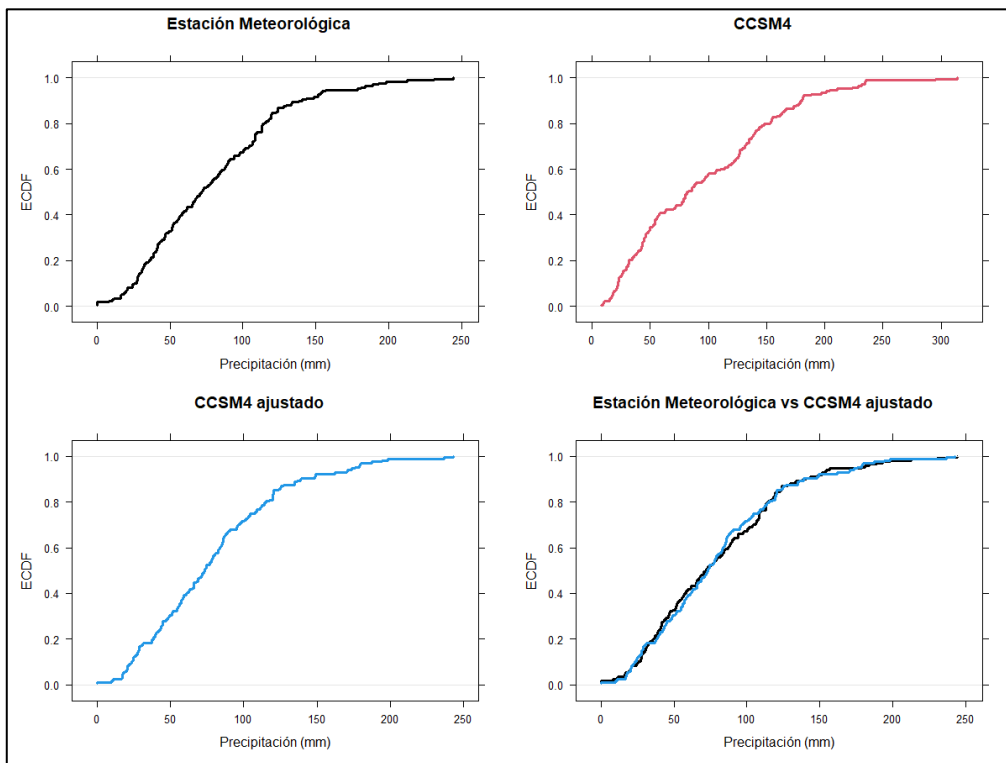 Estación Meteorológica
CCSM4
ECDF
1.0
0.8
0.6
0.4
0.2
0.0
0 50 100 150 200 250
Precipitación (mm)
ECDF
1.0
0.8
0.6
0.4
0.2
0.0
0 50 100 150 200 250 300
Precipitación (mm)
CCSM4 ajustado
Estación Meteorológica vs CCSM4 ajustado
ECDF
1.0
0.8
0.6
0.4
0.2
0.0
0 50 100 150 200 250
Precipitación (mm)
ECDF
1.0
0.8
0.6
0.4
0.2
0.0
0 50 100 150 200 250
Precipitación (mm)